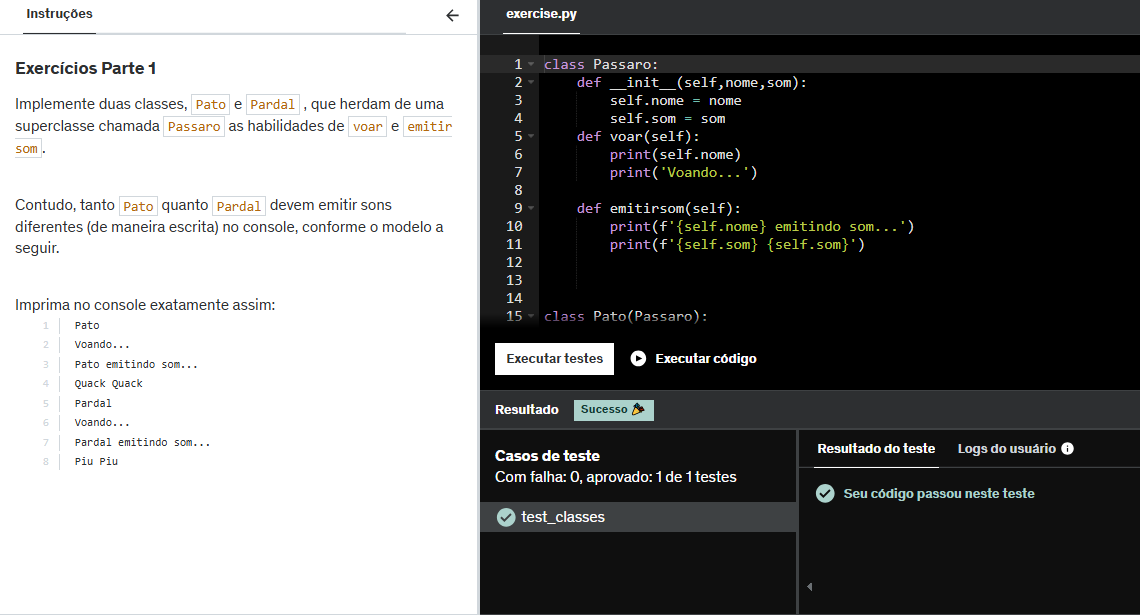 Instruções
Exercícios Parte 1
Implemente duas classes, Pato e Pardal , que herdam de uma
superclasse chamada Passaro as habilidades de voar e emitir
som.
Contudo, tanto Pato quanto Pardal devem emitir sons
diferentes (de maneira escrita) no console, conforme o modelo a
seguir.
Imprima no console exatamente assim:
1 Pato
2 Voando...
3 Pato emitindo som...
4 Quack Quack
5 Pardal
6 Voando...
7 Pardal emitindo som...
8 Piu Piu
exercise.py
1 class Passaro:
2     def __init__(self,nome,som):
3         self.nome = nome
4         self.som = som
5     def voar(self):
6         print(self.nome)
7         print('Voando...')
8
9     def emitirsom(self):
10         print(f'{self.nome} emitindo som...')
11         print(f'{self.som} {self.som}')
12
13
14
15 class Pato(Passaro):
Executar testes Executar código
Resultado Sucesso 🎉
Casos de teste
Com falha: 0, aprovado: 1 de 1 testes
test_classes
Resultado do teste Logs do usuário
Seu código passou neste teste